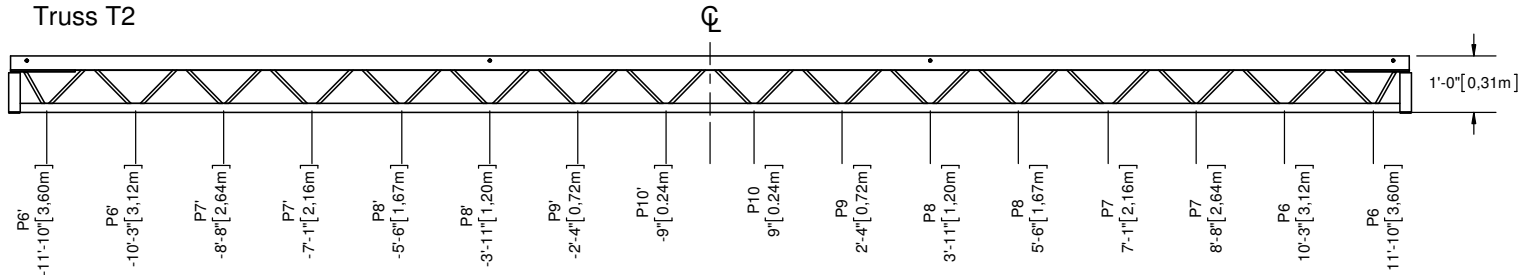 Truss T2
℄
1'-0"[0,31m]
P6'
-11'-10"[3,60m]
P6'
-10'-3"[3,12m]
P7'
-8'-8"[2,64m]
P7'
-7'-1"[2,16m]
P8'
-5'-6"[1,67m]
P8'
-3'-11"[1,20m]
P9'
-2'-4"[0,72m]
P10'
-9"[0.24m]
P10
9"[0.24m]
P9
2'-4"[0,72m]
P8
3'-11"[1,20m]
P8
5'-6"[1,67m]
P7
7'-1"[2,16m]
P7
8'-8"[2,64m]
P6
10'-3"[3,12m]
P6
11'-10"[3,60m]